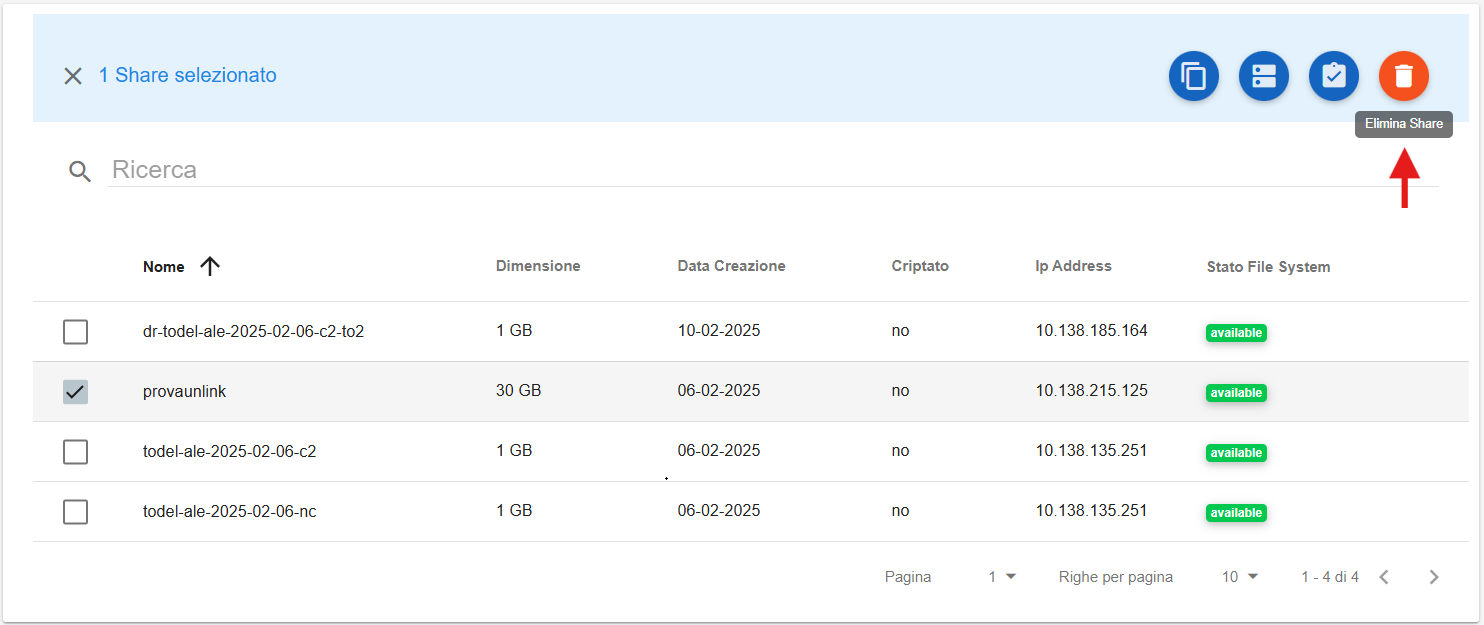 1 Share selezionato
Elimina Share
Ricerca
Nome Dimensione Data Creazione Criptato Ip Address Stato File System
dr-todel-ale-2025-02-06-c2-to2 1 GB 10-02-2025 no 10.138.185.164 available
provaunlink 30 GB 06-02-2025 no 10.138.215.125 available
todel-ale-2025-02-06-c2 1 GB 06-02-2025 no 10.138.135.251 available
todel-ale-2025-02-06-nc 1 GB 06-02-2025 no 10.138.135.251 available
Pagina 1 Righe per pagina 10 1 - 4 di 4